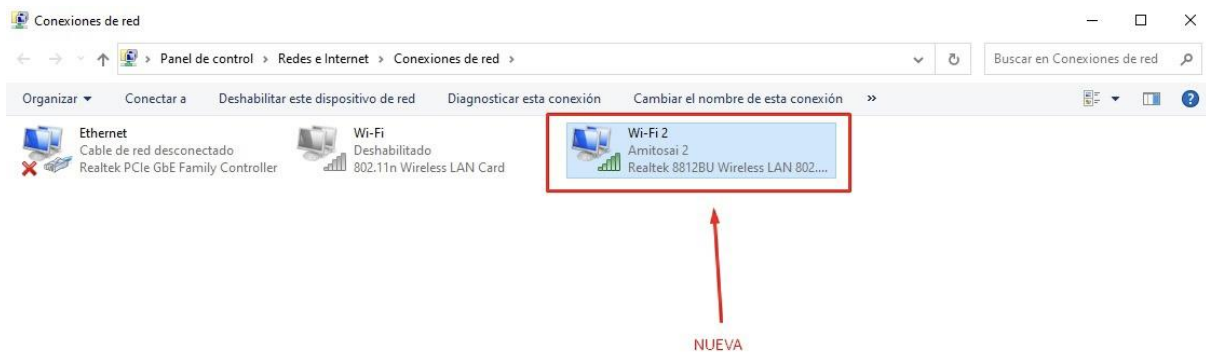 Conexiones de red
Panel de control > Redes e Internet > Conexiones de red >
Buscar en Conexiones de red
Organizar Conectar a Deshabilitar este dispositivo de red Diagnosticar esta conexión Cambiar el nombre de esta conexión »
Ethernet
Cable de red desconectado
Realtek PCIe GbE Family Controller
Wi-Fi
Deshabilitado
802.11n Wireless LAN Card
Wi-Fi 2
Amitosai 2
Realtek 8812BU Wireless LAN 802....
NUEVA